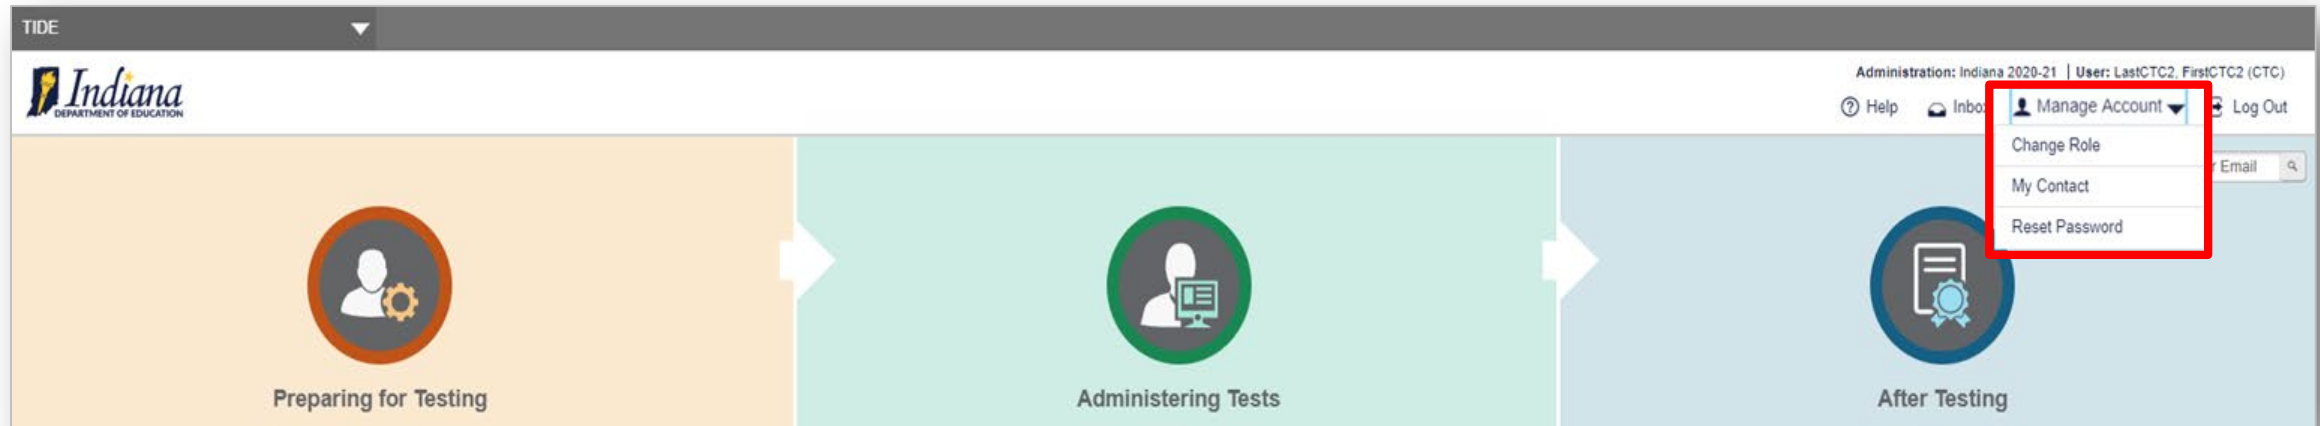 TIDE
Indiana
DEPARTMENT OF EDUCATION
Administration: Indiana 2020-21 | User: LastCTC2, FirstCTC2 (CTC)
Help Manage Account Log Out
Change Role
My Contact
Reset Password
Email
Preparing for Testing
Administering Tests
After Testing